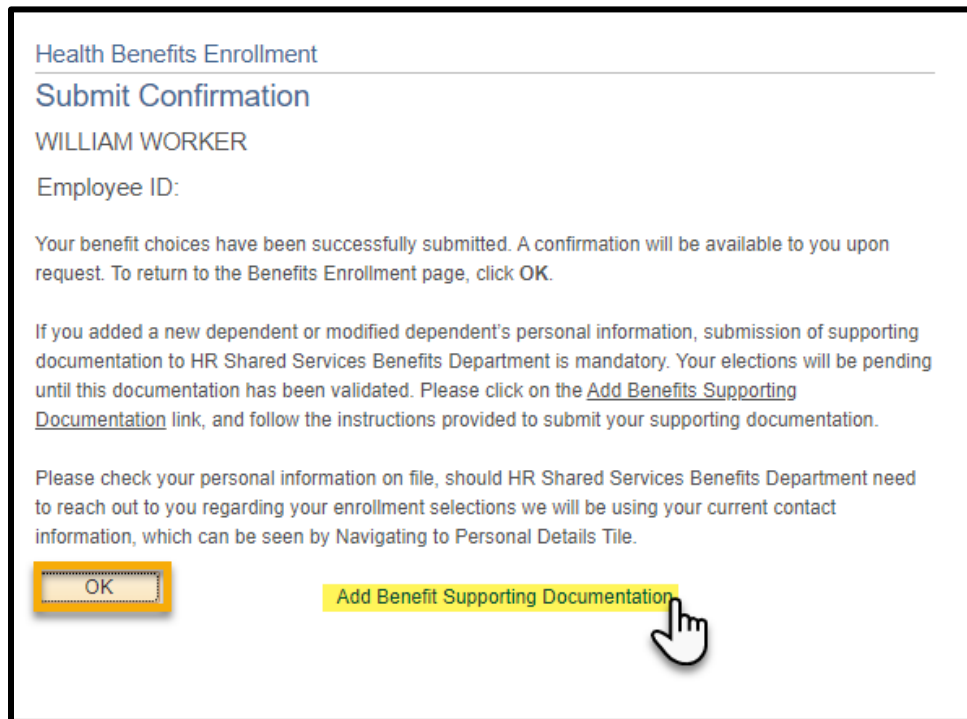 Health Benefits Enrollment
Submit Confirmation
WILLIAM WORKER
Employee ID:
Your benefit choices have been successfully submitted. A confirmation will be available to you upon
request. To return to the Benefits Enrollment page, click OK.
If you added a new dependent or modified dependent's personal information, submission of supporting
documentation to HR Shared Services Benefits Department is mandatory. Your elections will be pending
until this documentation has been validated. Please click on the Add Benefits Supporting
Documentation link, and follow the instructions provided to submit your supporting documentation.
Please check your personal information on file, should HR Shared Services Benefits Department need
to reach out to you regarding your enrollment selections we will be using your current contact
information, which can be seen by Navigating to Personal Details Tile.
OK
Add Benefit Supporting Documentation